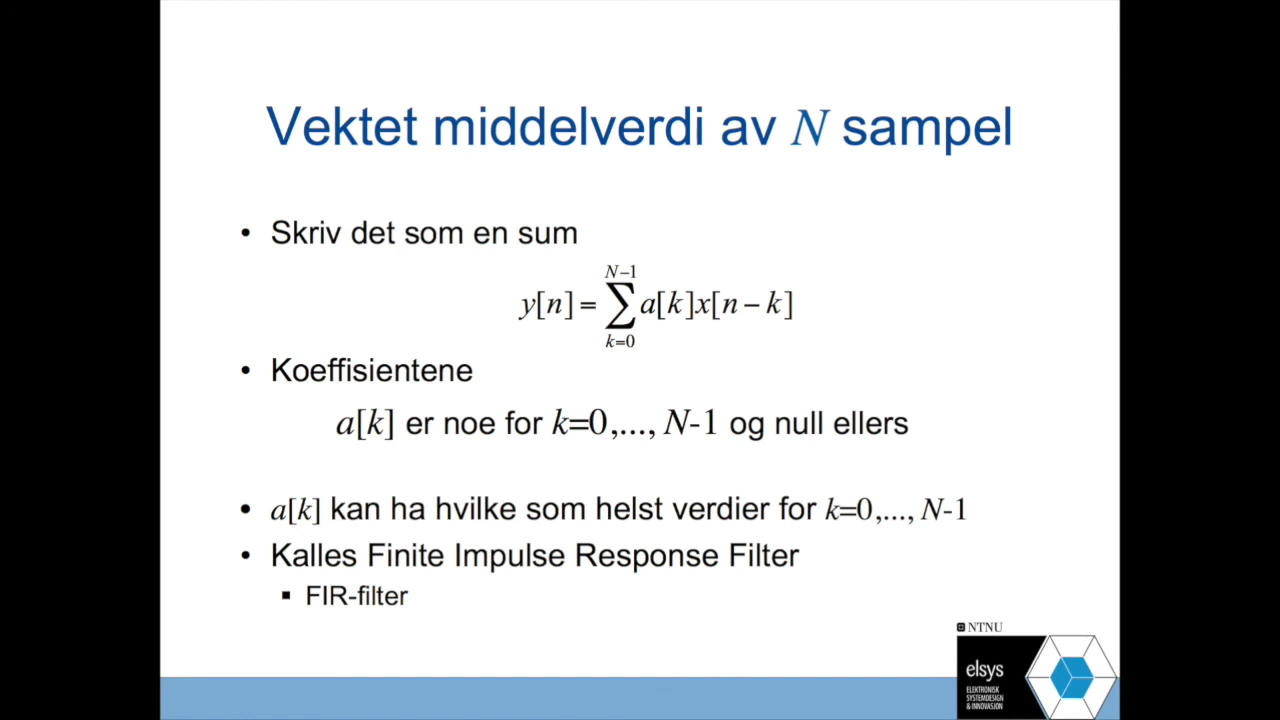 Vektet middelverdi av N sampel
• Skriv det som en sum
y[n] = \sum_{k=0}^{N-1} a[k]x[n-k]
• Koeffisientene
a[k] er noe for k=0,..., N-1 og null ellers
• a[k] kan ha hvilke som helst verdier for k=0,..., N-1
• Kalles Finite Impulse Response Filter
▪ FIR-filter
NTNU
elsys
ELEKTRONISK
SYSTEMDESIGN
& INNOVASJON